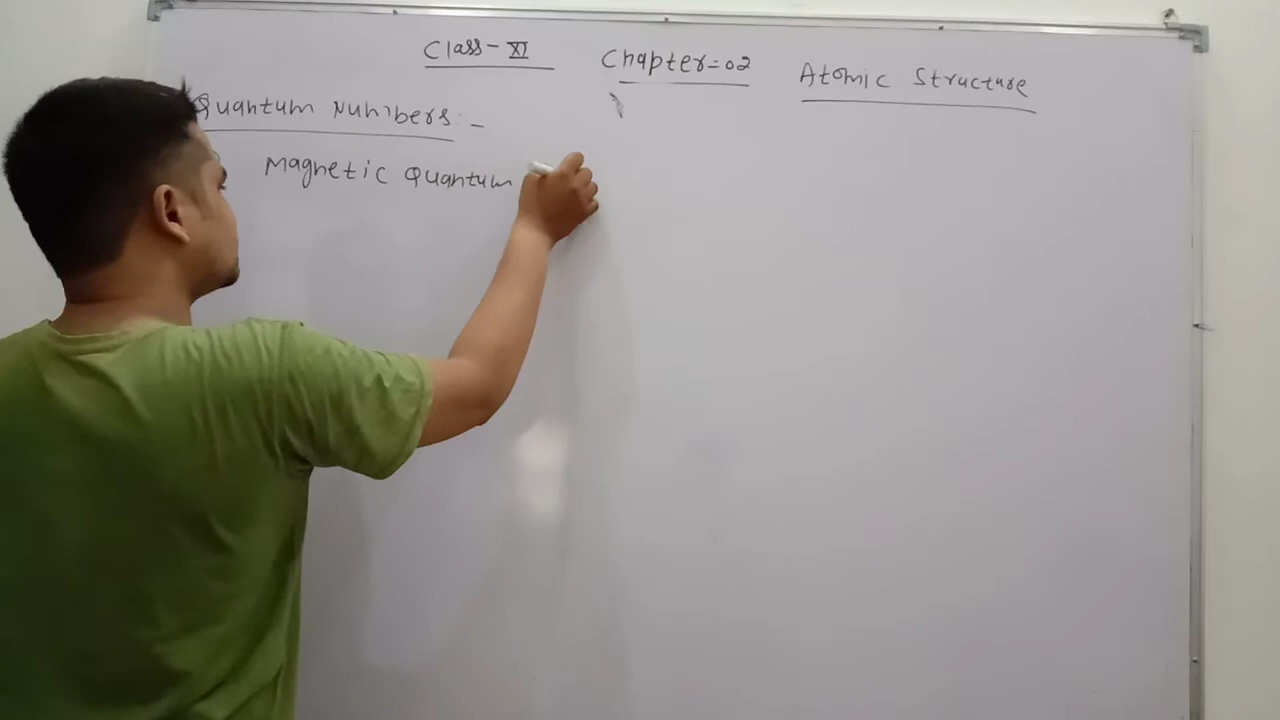 Class - XI Chapter = 02 Atomic Structure
Quantum Numbers : -
Magnetic Quantum